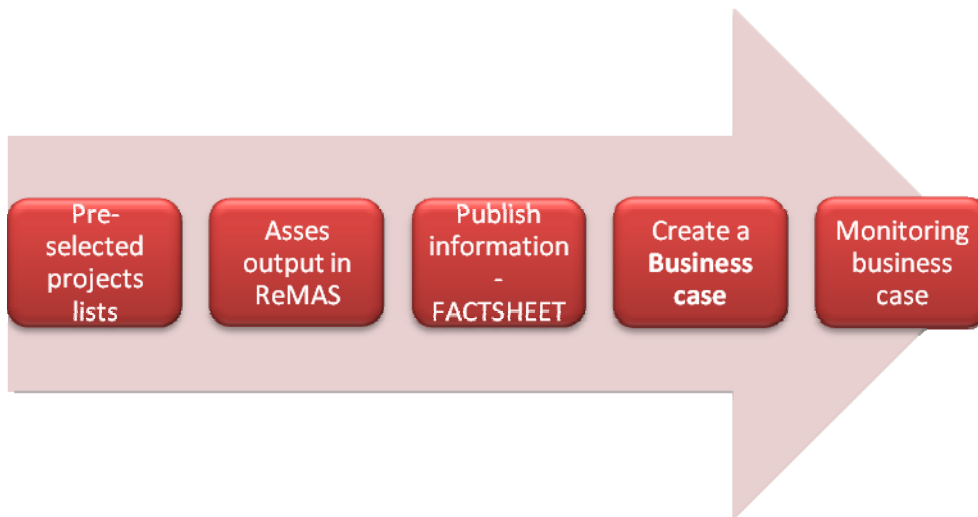 Pre-
selected
projects
lists
Asses
output in
ReMAS
Publish
information
-
FACTSHEET
Create a
Business
case
Monitoring
business
case